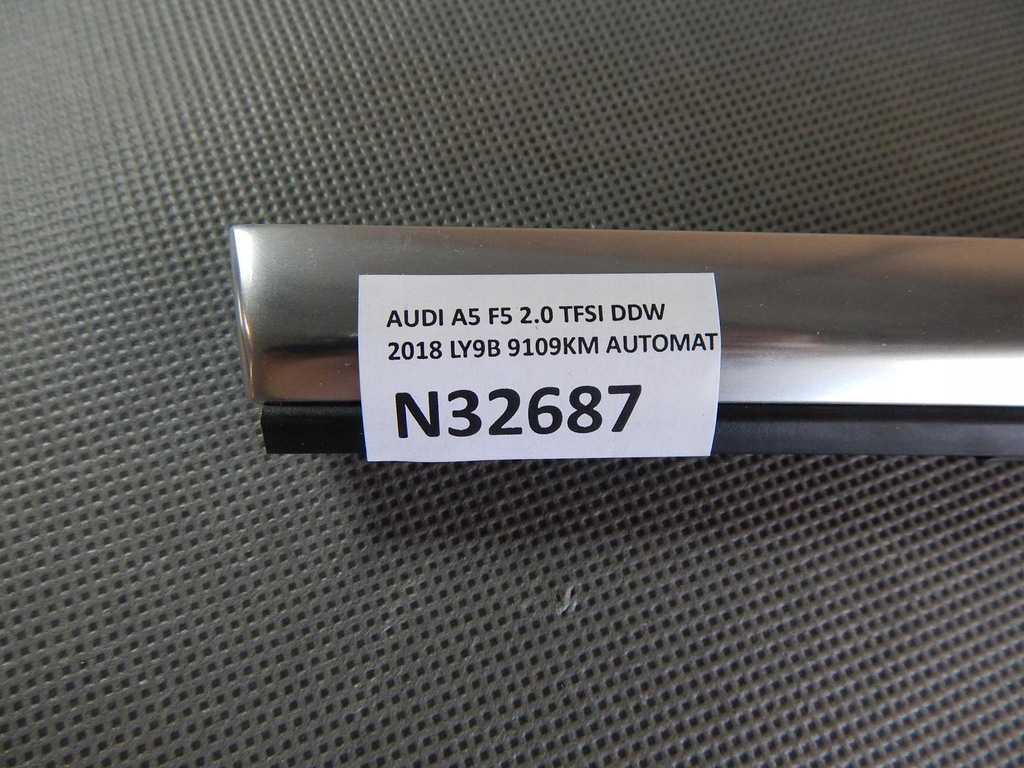 AUDI A5 F5 2.0 TFSI DDW
2018 LY9B 9109KM AUTOMAT
N32687